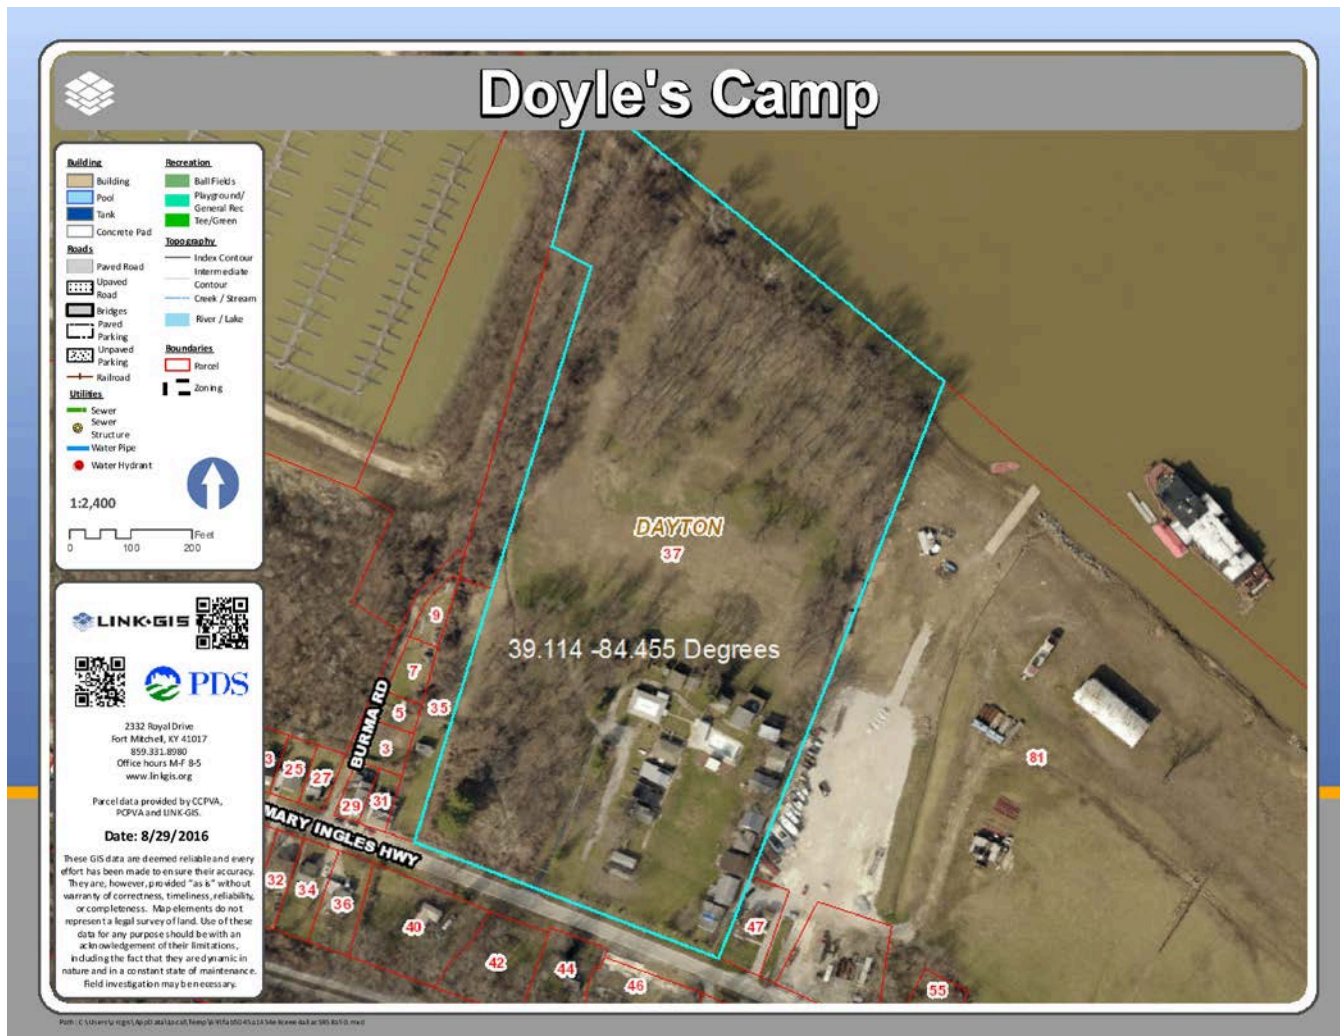 Doyle's Camp
Building
Building
Pool
Tank
Concrete Pad
Roads
Paved Road
Upaved
Road
Bridges
Paved
Parking
Unpaved
Parking
Railroad
Utilities
Sewer
Sewer
Structure
Water Pipe
Water Hydrant
Recreation
Ball Fields
Playground/
General Rec
Tee/Green
Topography
Index Contour
Intermediate
Contour
Creek / Stream
River / Lake
Boundaries
Parcel
Zoning
1:2,400
Feet
0 100 200
LINK•GIS
PDS
2332 Royal Drive
Fort Mitchell, KY 41017
859.331.8980
Office hours M-F 8-5
www.linkgis.org
Parcel data provided by CCPVA,
PCPVA and LINK-GIS.
Date: 8/29/2016
These GIS data are deemed reliable and every
effort has been made to ensure their accuracy.
They are, however, provided "as is" without
warranty of correctness, timeliness, reliability,
or completeness. Map elements do not
represent a legal survey of land. Use of these
data for any purpose should be with an
acknowledgement of their limitations,
including the fact that they are dynamic in
nature and in a constant state of maintenance.
Field investigation may be necessary.
DAYTON
37
39.114 -84.455 Degrees
9
7
5
35
3
BURMA RD
3
25
27
29
31
MARY INGLES HWY
32
34
36
40
42
44
46
47
55
81